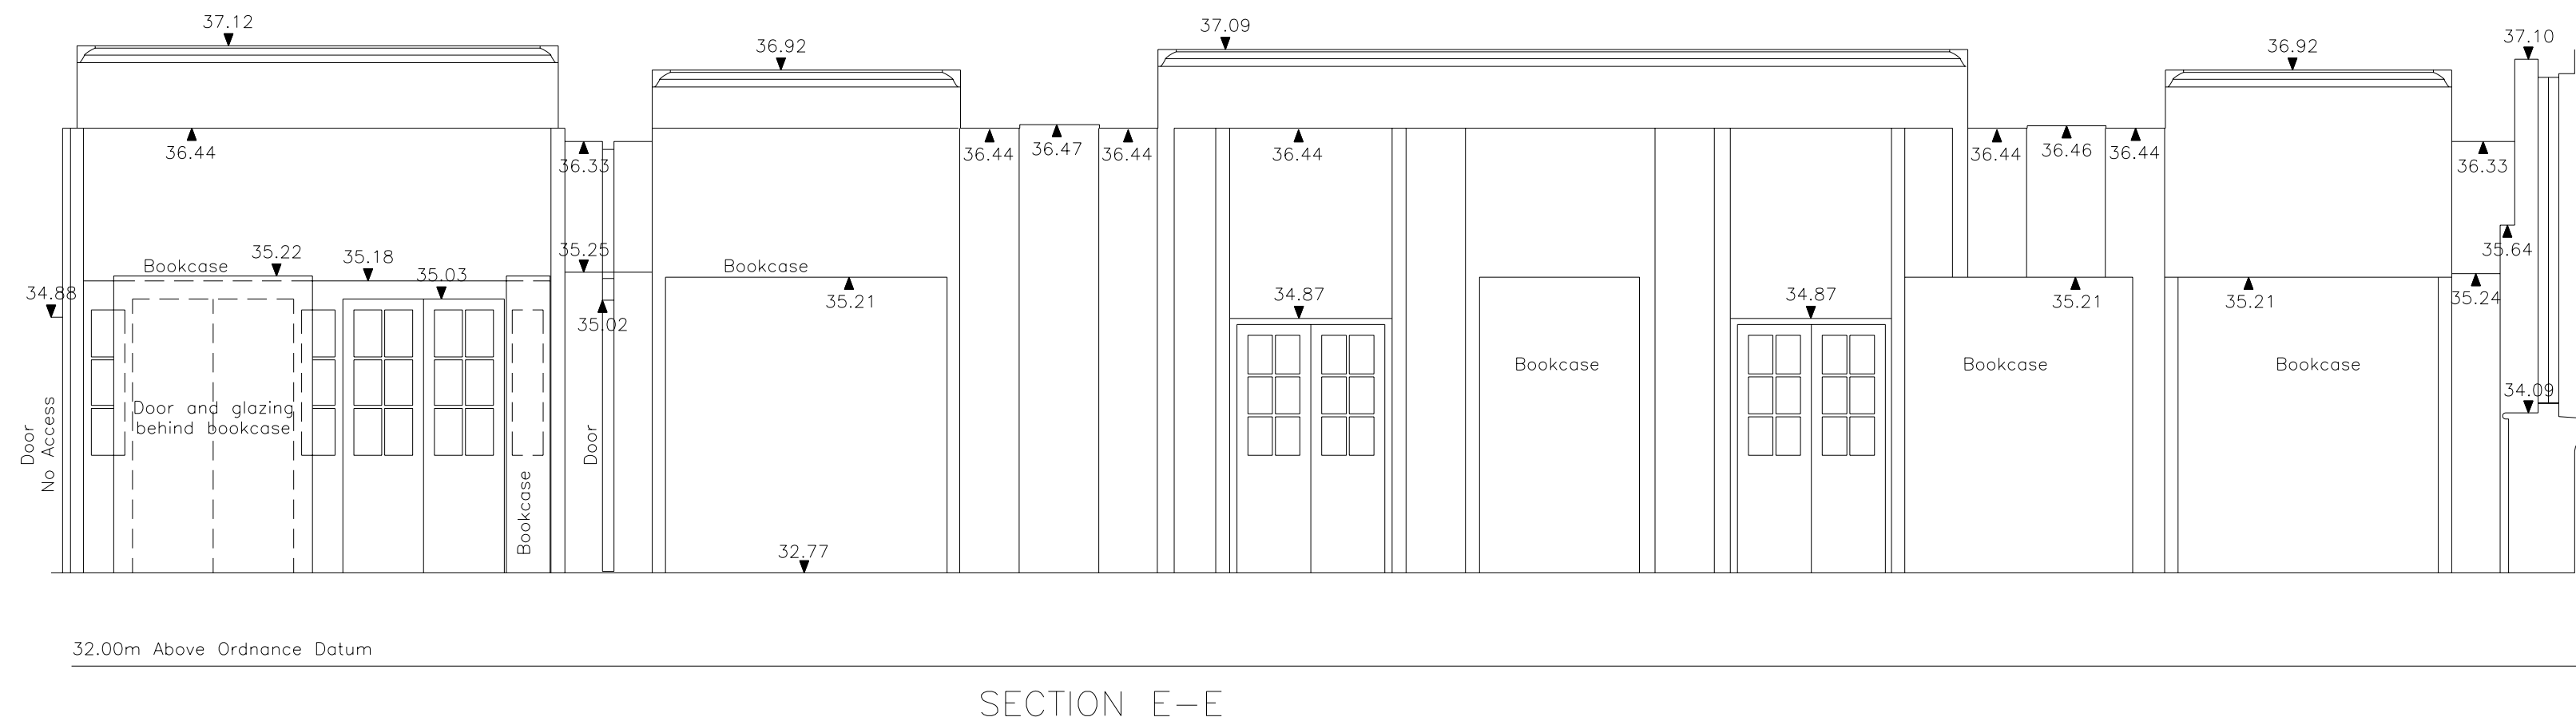 37.12
36.92
37.09
36.92
37.10
36.44
36.33
36.44
36.47
36.44
36.44
36.44
36.46
36.44
36.33
35.22
35.18
35.03
35.25
Bookcase
Bookcase
35.64
34.88
35.02
35.21
34.87
34.87
35.21
35.21
35.24
Bookcase
Bookcase
Bookcase
34.09
Door and glazing
behind bookcase
Door
No Access
Door
Bookcase
32.77
32.00m Above Ordnance Datum
SECTION E-E